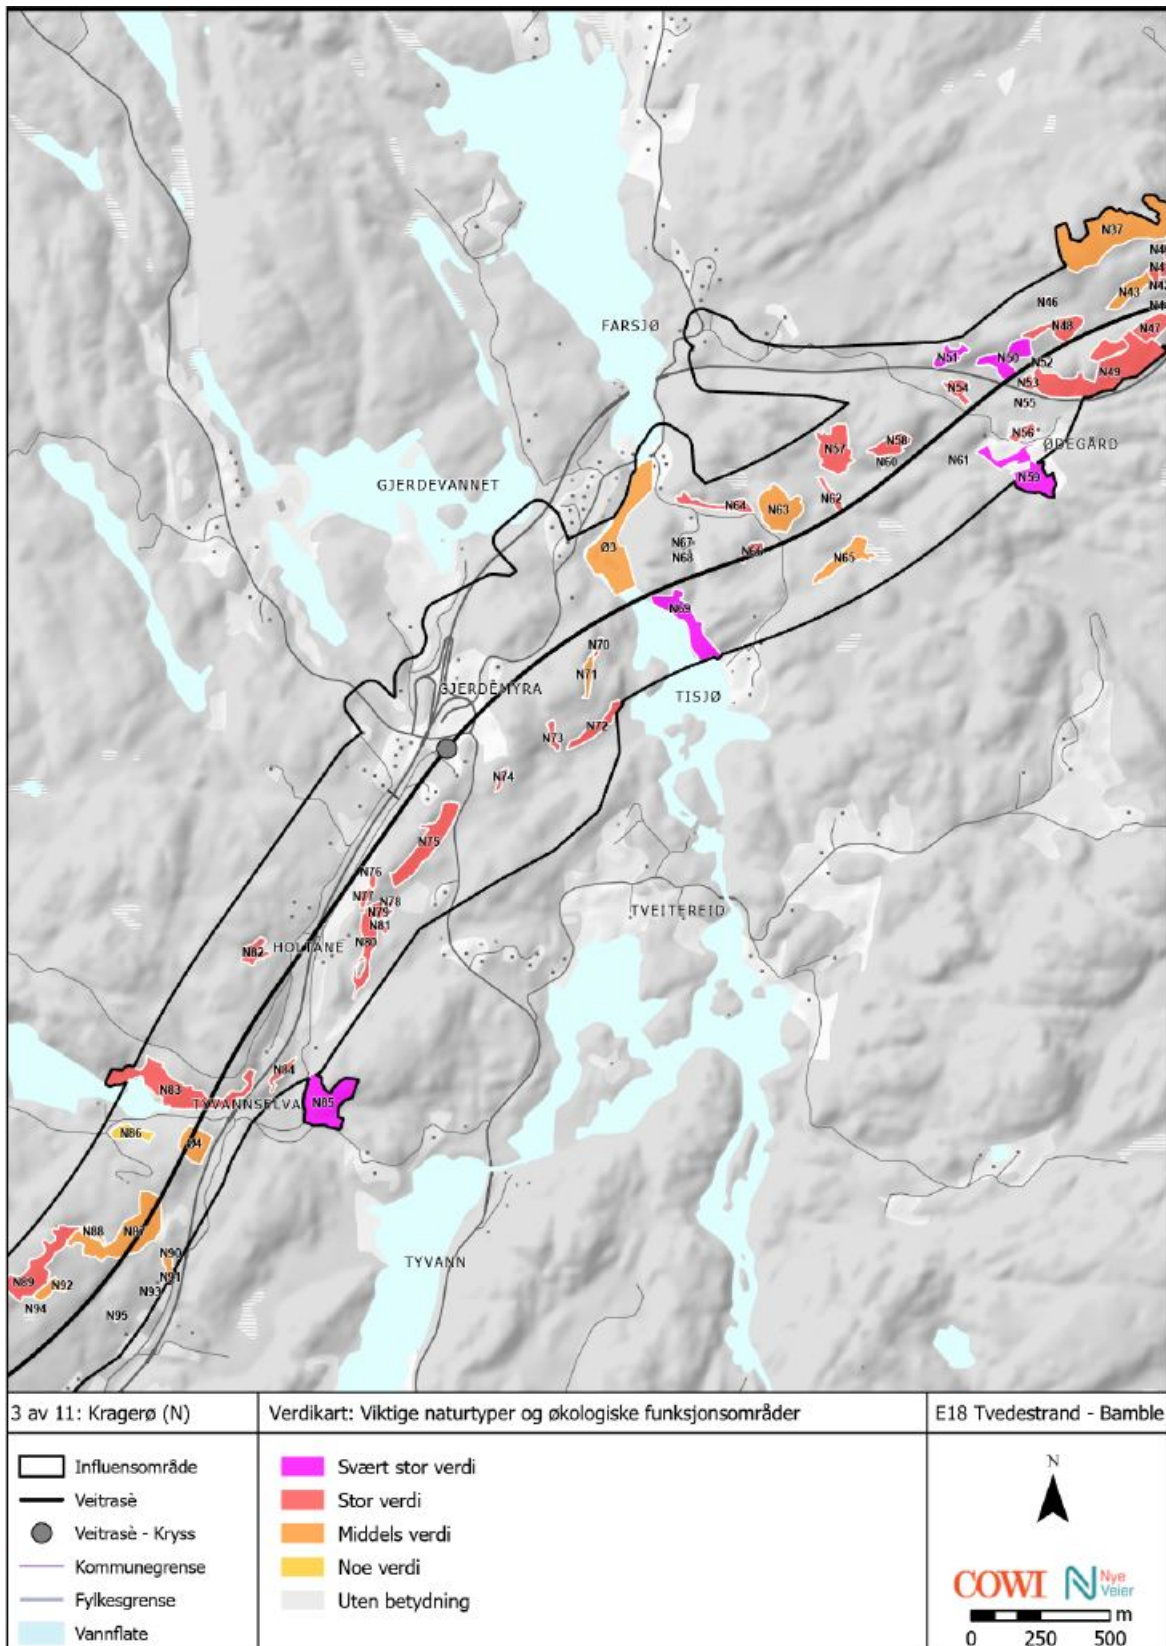 N37
N43
N46
N48
N47
FARSJØ
N51
N50
N52
N49
N53
N54
N55
N56
ØDEGÅRD
N57
N58
N60
N61
N59
GJERDEVANNET
N62
N64
N63
Ø3
N67
N68
N66
N65
N69
N70
N71
GJERDEMYRA
TISJØ
N72
N73
N74
N75
N76
N77
N78
N79
N81
N80
TVEITEREID
N82
HOLTANE
N84
N83
TYVANNSELVA
N85
N86
Ø4
N88
N87
N90
N91
N89
N92
N93
N94
N95
TYVANN
3 av 11: Kragerø (N)
Verdikart: Viktige naturtyper og økologiske funksjonsområder
E18 Tvedestrand - Bamble
Influensområde
Veitrasè
Veitrasè - Kryss
Kommunegrense
Fylkesgrense
Vannflate
Svært stor verdi
Stor verdi
Middels verdi
Noe verdi
Uten betydning
N
COWI
Nye
Veier
m
0 250 500